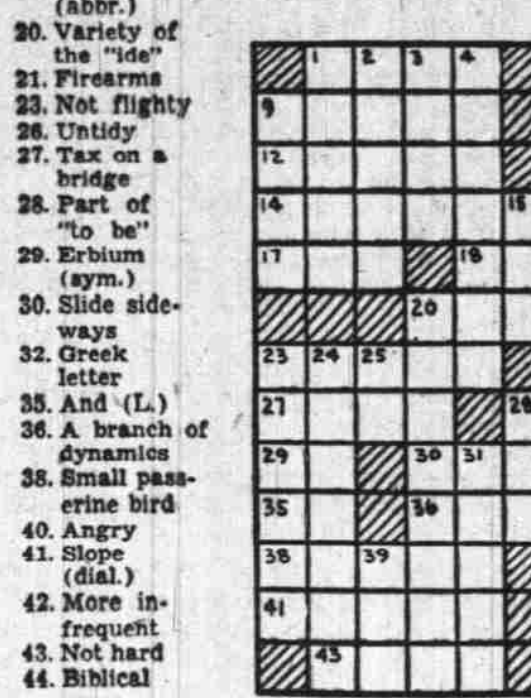 (abbr.)
20. Variety of
the "ide"
21. Firearms
23. Not flighty
26. Untidy
27. Tax on a
bridge
28. Part of
"to be"
29. Erbium
(sym.)
30. Slide side-
ways
32. Greek
letter
35. And (L.)
36. A branch of
dynamics
38. Small pass-
erine bird
40. Angry
41. Slope
(dial.)
42. More in-
frequent
43. Not hard
44. Biblical
1 2 3 4
9
12
14 15
17 18
20
23 24 25
27 28
29 30 31
35 36
38 39
41
43